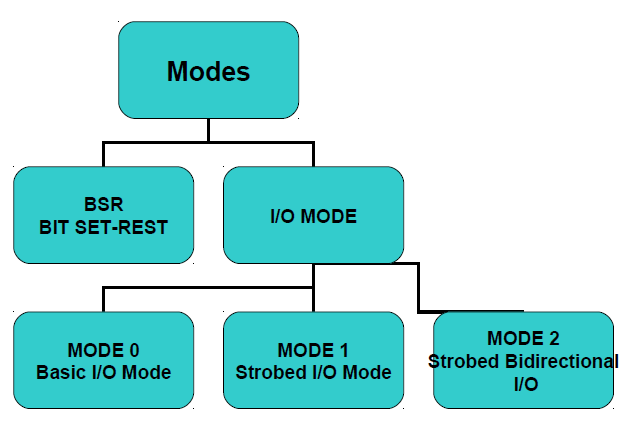 Modes
BSR
BIT SET-REST
I/O MODE
MODE 0
Basic I/O Mode
MODE 1
Strobed I/O Mode
MODE 2
Strobed Bidirectional
I/O